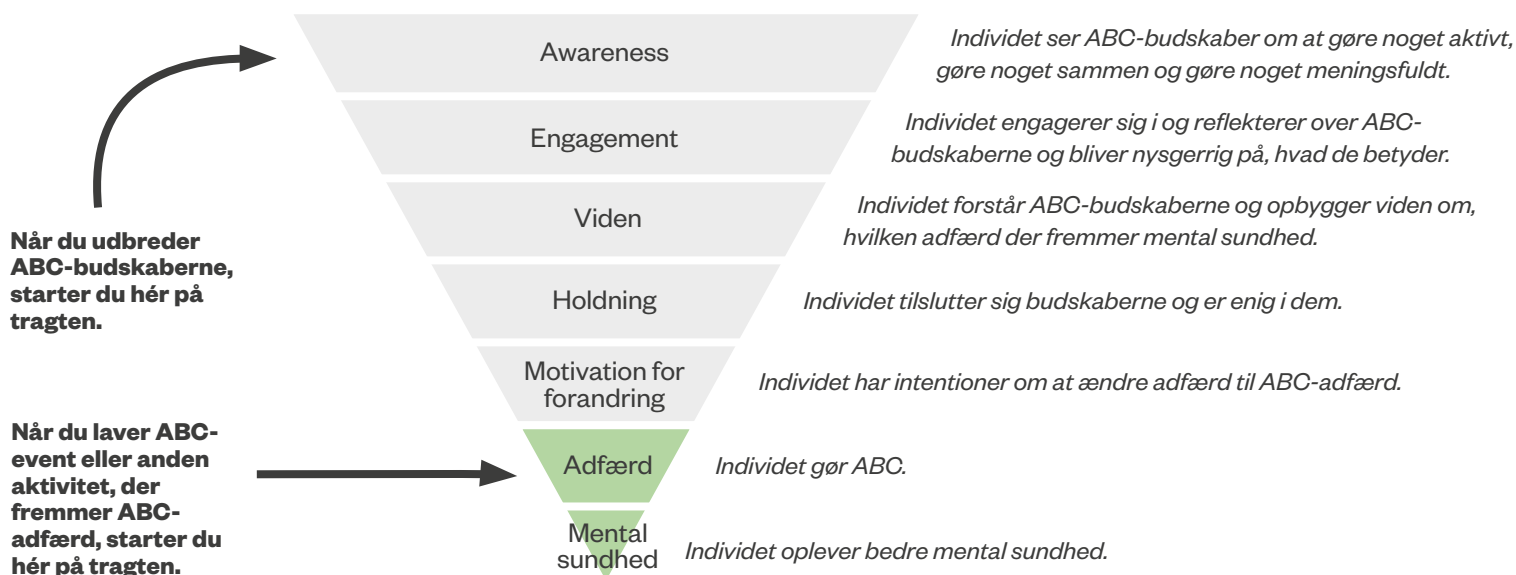 Awareness
Individet ser ABC-budskaber om at gøre noget aktivt,
gøre noget sammen og gøre noget meningsfuldt.
Engagement
Individet engagerer sig i og reflekterer over ABC-
budskaberne og bliver nysgerrig på, hvad de betyder.
Viden
Individet forstår ABC-budskaberne og opbygger viden om,
hvilken adfærd der fremmer mental sundhed.
Når du udbreder
ABC-budskaberne,
starter du hér på
tragten.
Holdning
Individet tilslutter sig budskaberne og er enig i dem.
Motivation for
forandring
Individet har intentioner om at ændre adfærd til ABC-adfærd.
Når du laver ABC-
event eller anden
aktivitet, der
fremmer ABC-
adfærd, starter du
hér på tragten.
Adfærd
Individet gør ABC.
Mental
sundhed
Individet oplever bedre mental sundhed.